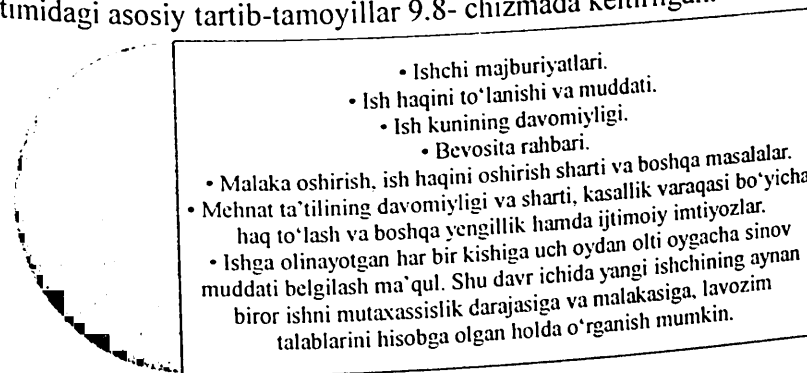 asosiy tartib-tamoyillar 9.8- chizmada
• Ishchi majburiyatlari.
• Ish haqini to‘lanishi va muddati.
• Ish kunining davomiyligi.
• Bevosita rahbari.
• Malaka oshirish, ish haqini oshirish sharti va boshqa masalalar.
• Mehnat ta’tilining davomiyligi va sharti, kasallik varaqasi bo‘yicha
haq to‘lash va boshqa yengillik hamda ijtimoiy imtiyozlar.
• Ishga olinayotgan har bir kishiga uch oydan olti oygacha sinov
muddati belgilash ma’qul. Shu davr ichida yangi ishchining aynan
biror ishni mutaxassislik darajasiga va malakasiga, lavozim
talablarini hisobga olgan holda o‘rganish mumkin.